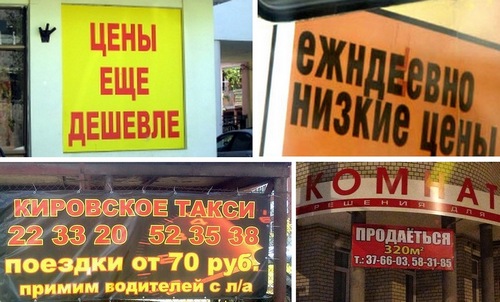 ЦЕНЫ
ЕЩЕ
ДЕШЕВЛЕ
ежндеевно
низкие цены
КИРОВСКОЕ ТАКСИ
22 33 20 52 35 38
поездки от 70 руб.
примим водителей с л/а
КОМНАТ
РЕШЕНИЯ ДЛЯ
ПРОДАЁТЬСЯ
320м²
т.: 37-66-03, 58-31-85